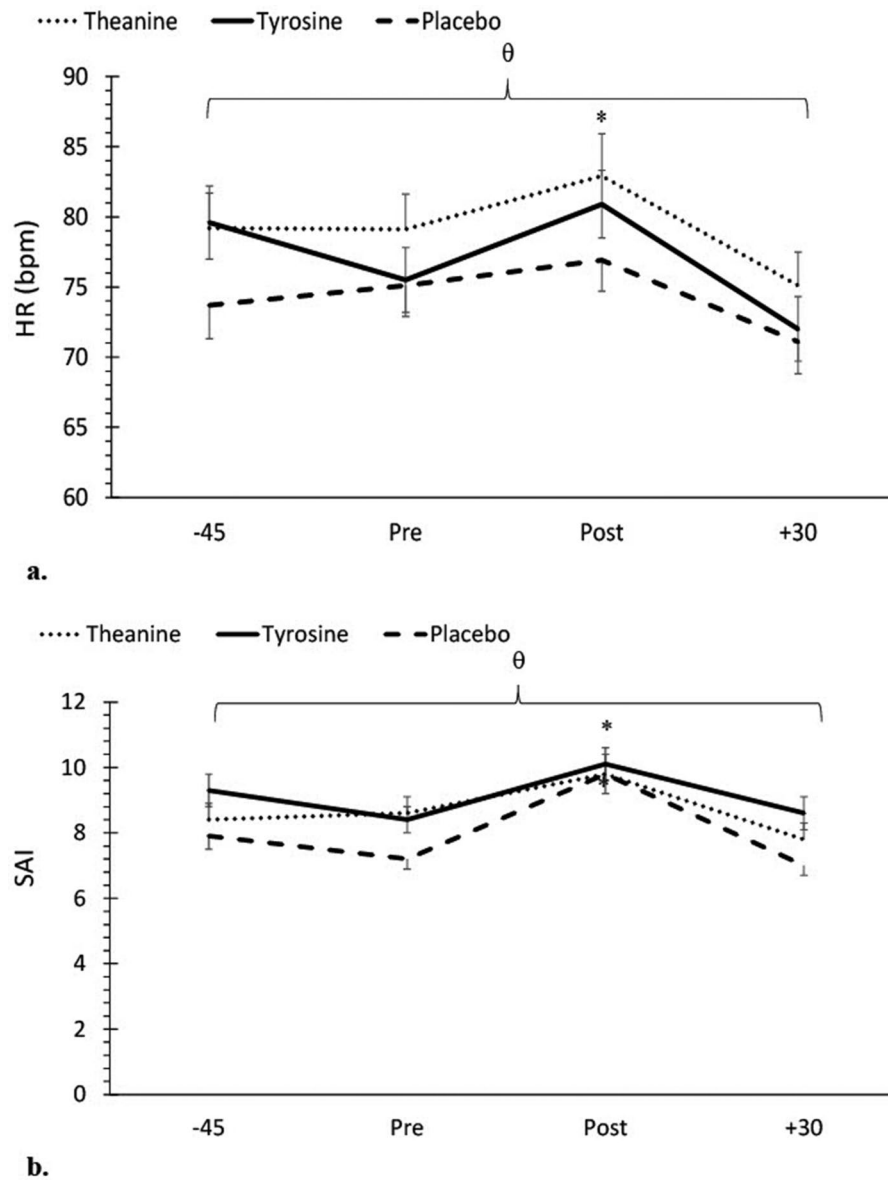 Theanine Tyrosine Placebo
θ
90
*
85
80
75
70
65
60
HR (bpm)
-45 Pre Post +30
a.
Theanine Tyrosine Placebo
θ
12
*
10
*
8
6
4
2
0
SAI
-45 Pre Post +30
b.